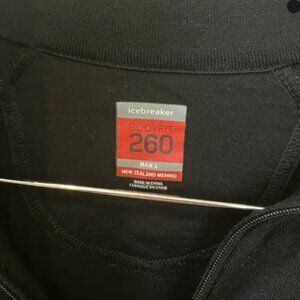 icebreaker
BODYFIT
260
MAN L
NEW ZEALAND MERINO
MADE IN CHINA
FABRIQUÉ EN CHINE